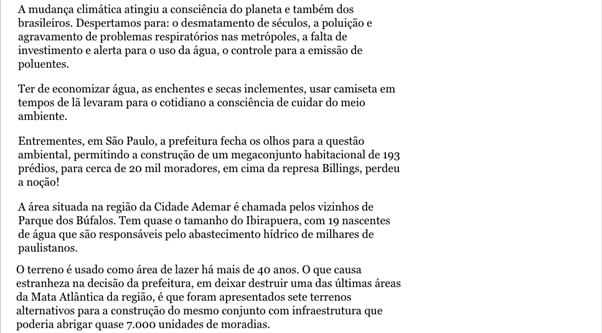 A mudança climática atingiu a consciência do planeta e também dos
brasileiros. Despertamos para: o desmatamento de séculos, a poluição e
agravamento de problemas respiratórios nas metrópoles, a falta de
investimento e alerta para o uso da água, o controle para a emissão de
poluentes.
Ter de economizar água, as enchentes e secas inclementes, usar camiseta em
tempos de lã levaram para o cotidiano a consciência de cuidar do meio
ambiente.
Entrementes, em São Paulo, a prefeitura fecha os olhos para a questão
ambiental, permitindo a construção de um megaconjunto habitacional de 193
prédios, para cerca de 20 mil moradores, em cima da represa Billings, perdeu
a noção!
A área situada na região da Cidade Ademar é chamada pelos vizinhos de
Parque dos Búfalos. Tem quase o tamanho do Ibirapuera, com 19 nascentes
de água que são responsáveis pelo abastecimento hídrico de milhares de
paulistanos.
O terreno é usado como área de lazer há mais de 40 anos. O que causa
estranheza na decisão da prefeitura, em deixar destruir uma das últimas áreas
da Mata Atlântica da região, é que foram apresentados sete terrenos
alternativos para a construção do mesmo conjunto com infraestrutura que
poderia abrigar quase 7.000 unidades de moradias.